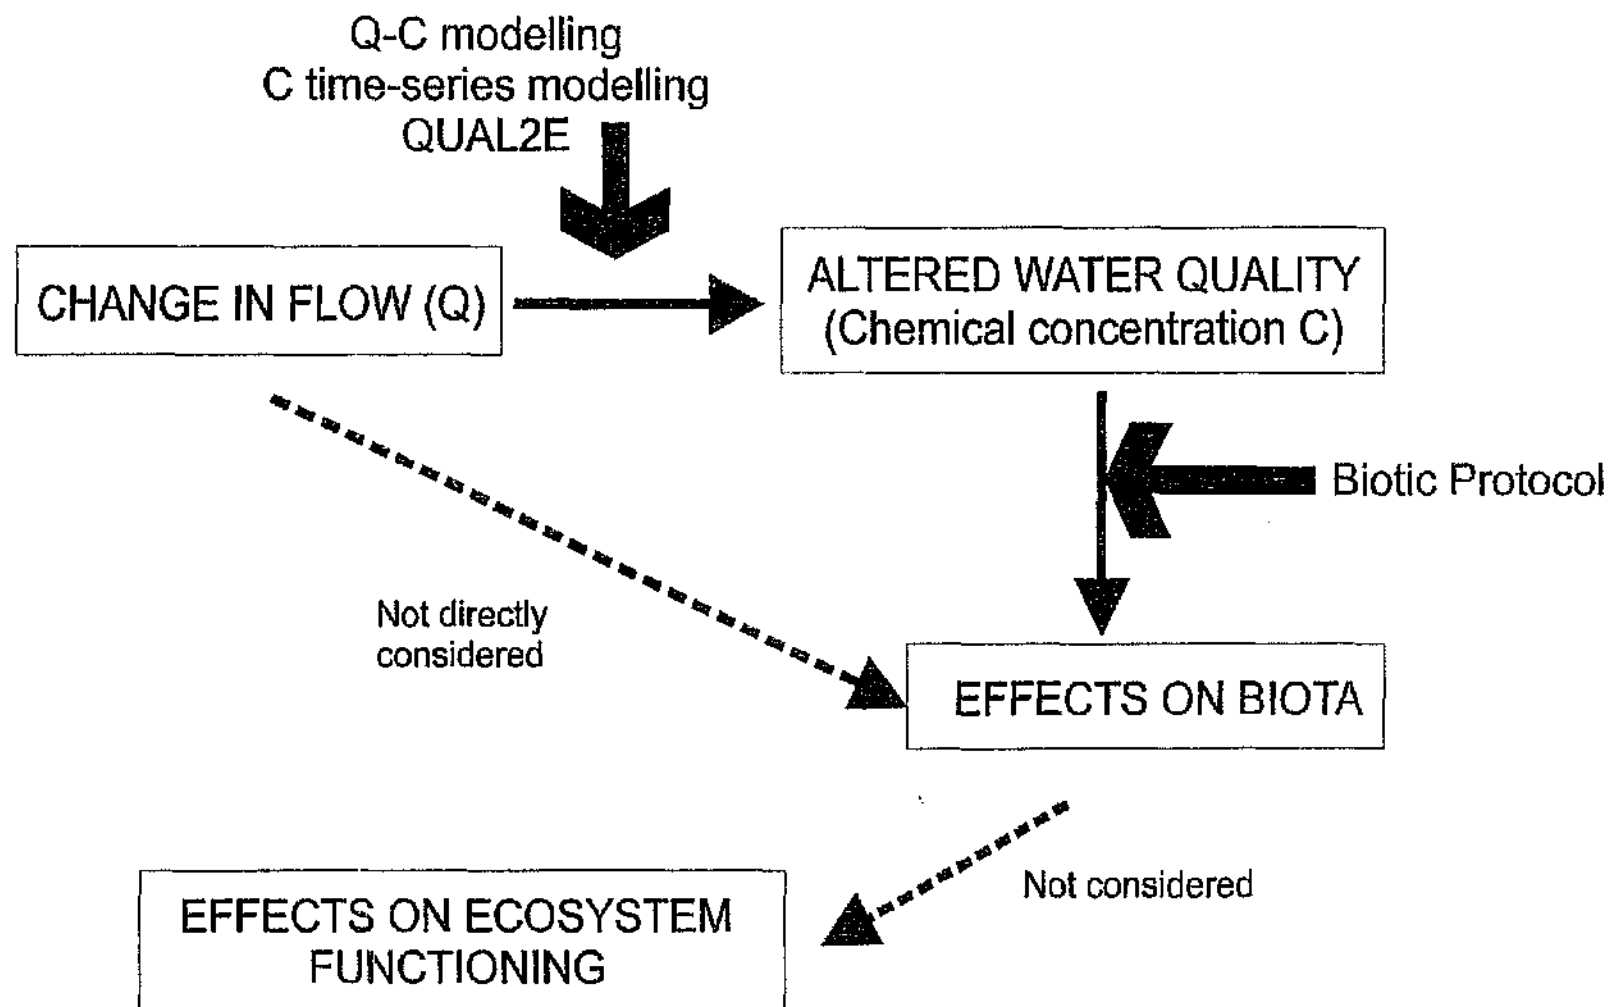 Q-C modelling
C time-series modelling
QUAL2E
CHANGE IN FLOW (Q)
ALTERED WATER QUALITY
(Chemical concentration C)
Biotic Protocol
Not directly
considered
EFFECTS ON BIOTA
Not considered
EFFECTS ON ECOSYSTEM
FUNCTIONING